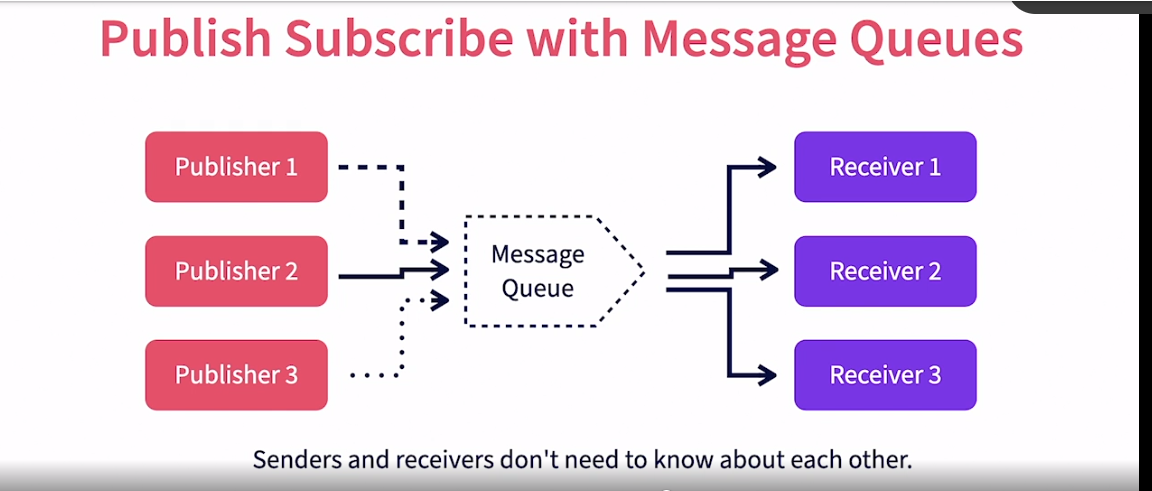 Publish Subscribe with Message Queues
Publisher 1
Receiver 1
Message
Queue
Publisher 2
Receiver 2
Publisher 3
Receiver 3
Senders and receivers don't need to know about each other.